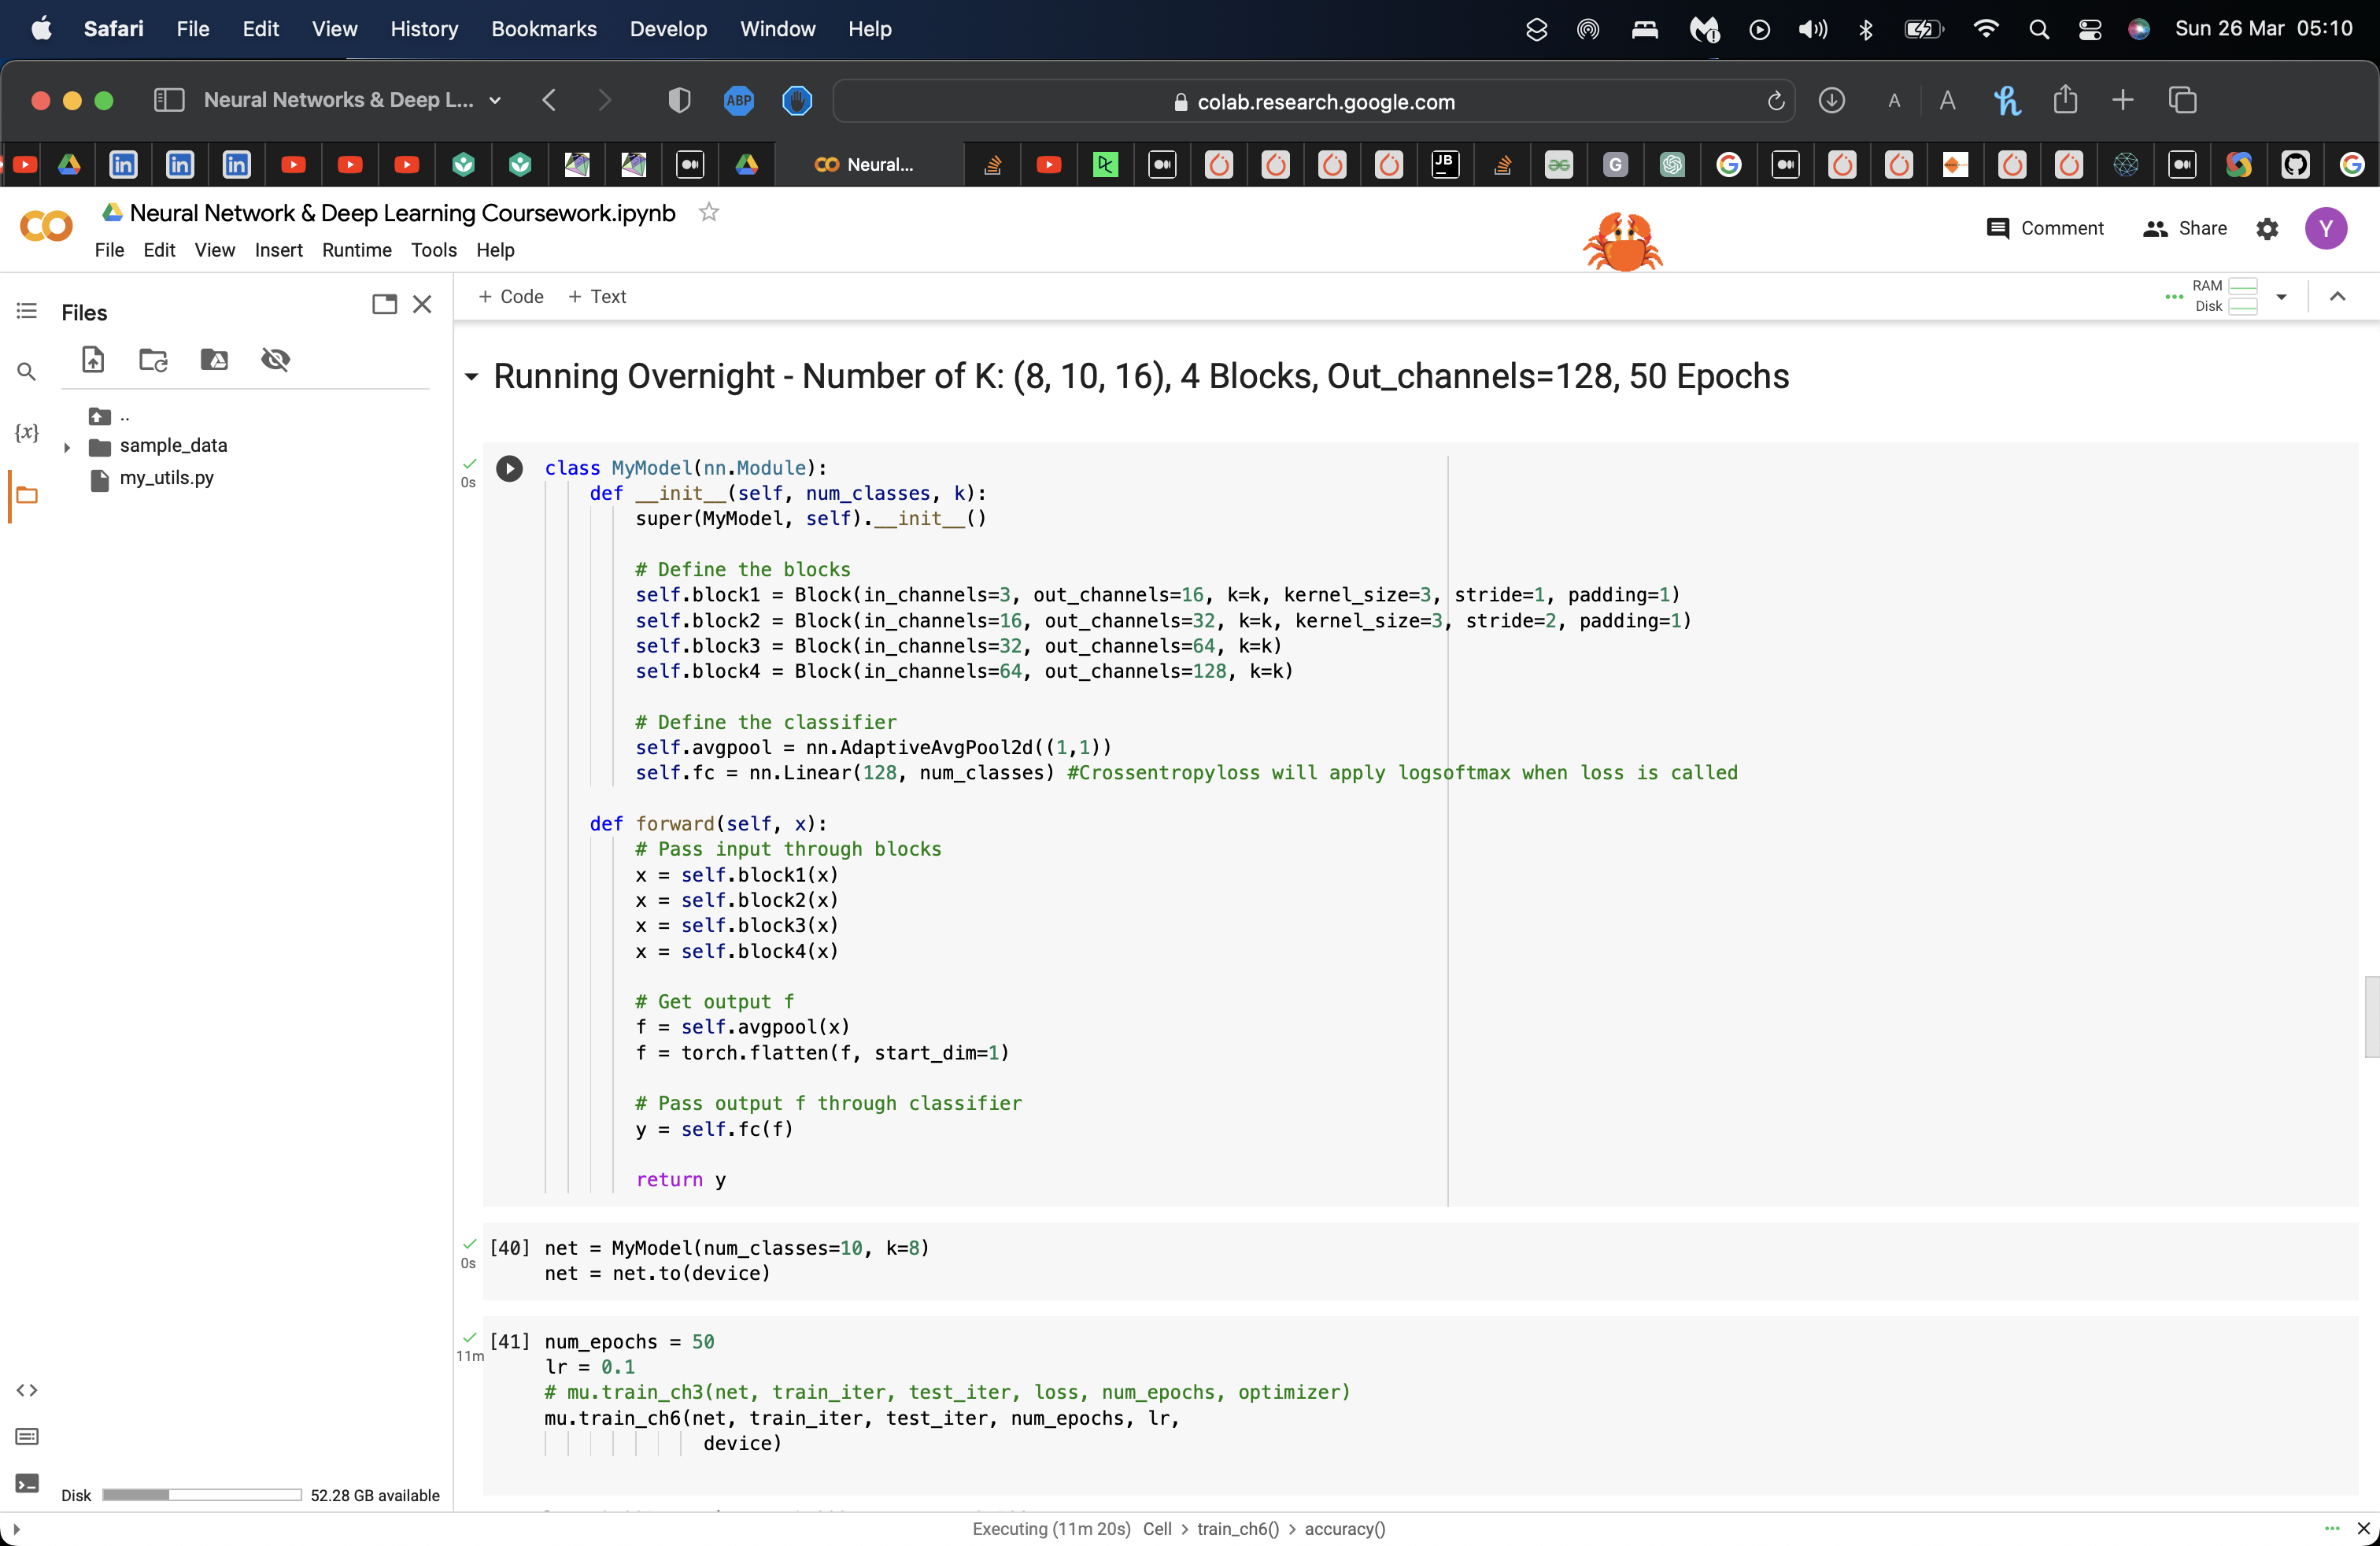 Safari File Edit View History Bookmarks Develop Window Help Sun 26 Mar 05:10
Neural Networks & Deep L... ABP colab.research.google.com A A
Neural... JB G
Neural Network & Deep Learning Coursework.ipynb
File Edit View Insert Runtime Tools Help
Comment Share Y
Files
+ Code + Text
RAM
Disk
..
sample_data
my_utils.py
{x}
Running Overnight - Number of K: (8, 10, 16), 4 Blocks, Out_channels=128, 50 Epochs
0s
class MyModel(nn.Module):
def __init__(self, num_classes, k):
super(MyModel, self).__init__()
# Define the blocks
self.block1 = Block(in_channels=3, out_channels=16, k=k, kernel_size=3, stride=1, padding=1)
self.block2 = Block(in_channels=16, out_channels=32, k=k, kernel_size=3, stride=2, padding=1)
self.block3 = Block(in_channels=32, out_channels=64, k=k)
self.block4 = Block(in_channels=64, out_channels=128, k=k)
# Define the classifier
self.avgpool = nn.AdaptiveAvgPool2d((1,1))
self.fc = nn.Linear(128, num_classes) #Crossentropyloss will apply logsoftmax when loss is called
def forward(self, x):
# Pass input through blocks
x = self.block1(x)
x = self.block2(x)
x = self.block3(x)
x = self.block4(x)
# Get output f
f = self.avgpool(x)
f = torch.flatten(f, start_dim=1)
# Pass output f through classifier
y = self.fc(f)
return y
0s
[40] net = MyModel(num_classes=10, k=8)
net = net.to(device)
11m
[41] num_epochs = 50
lr = 0.1
# mu.train_ch3(net, train_iter, test_iter, loss, num_epochs, optimizer)
mu.train_ch6(net, train_iter, test_iter, num_epochs, lr,
device)
Disk 52.28 GB available
Executing (11m 20s) Cell > train_ch6() > accuracy()